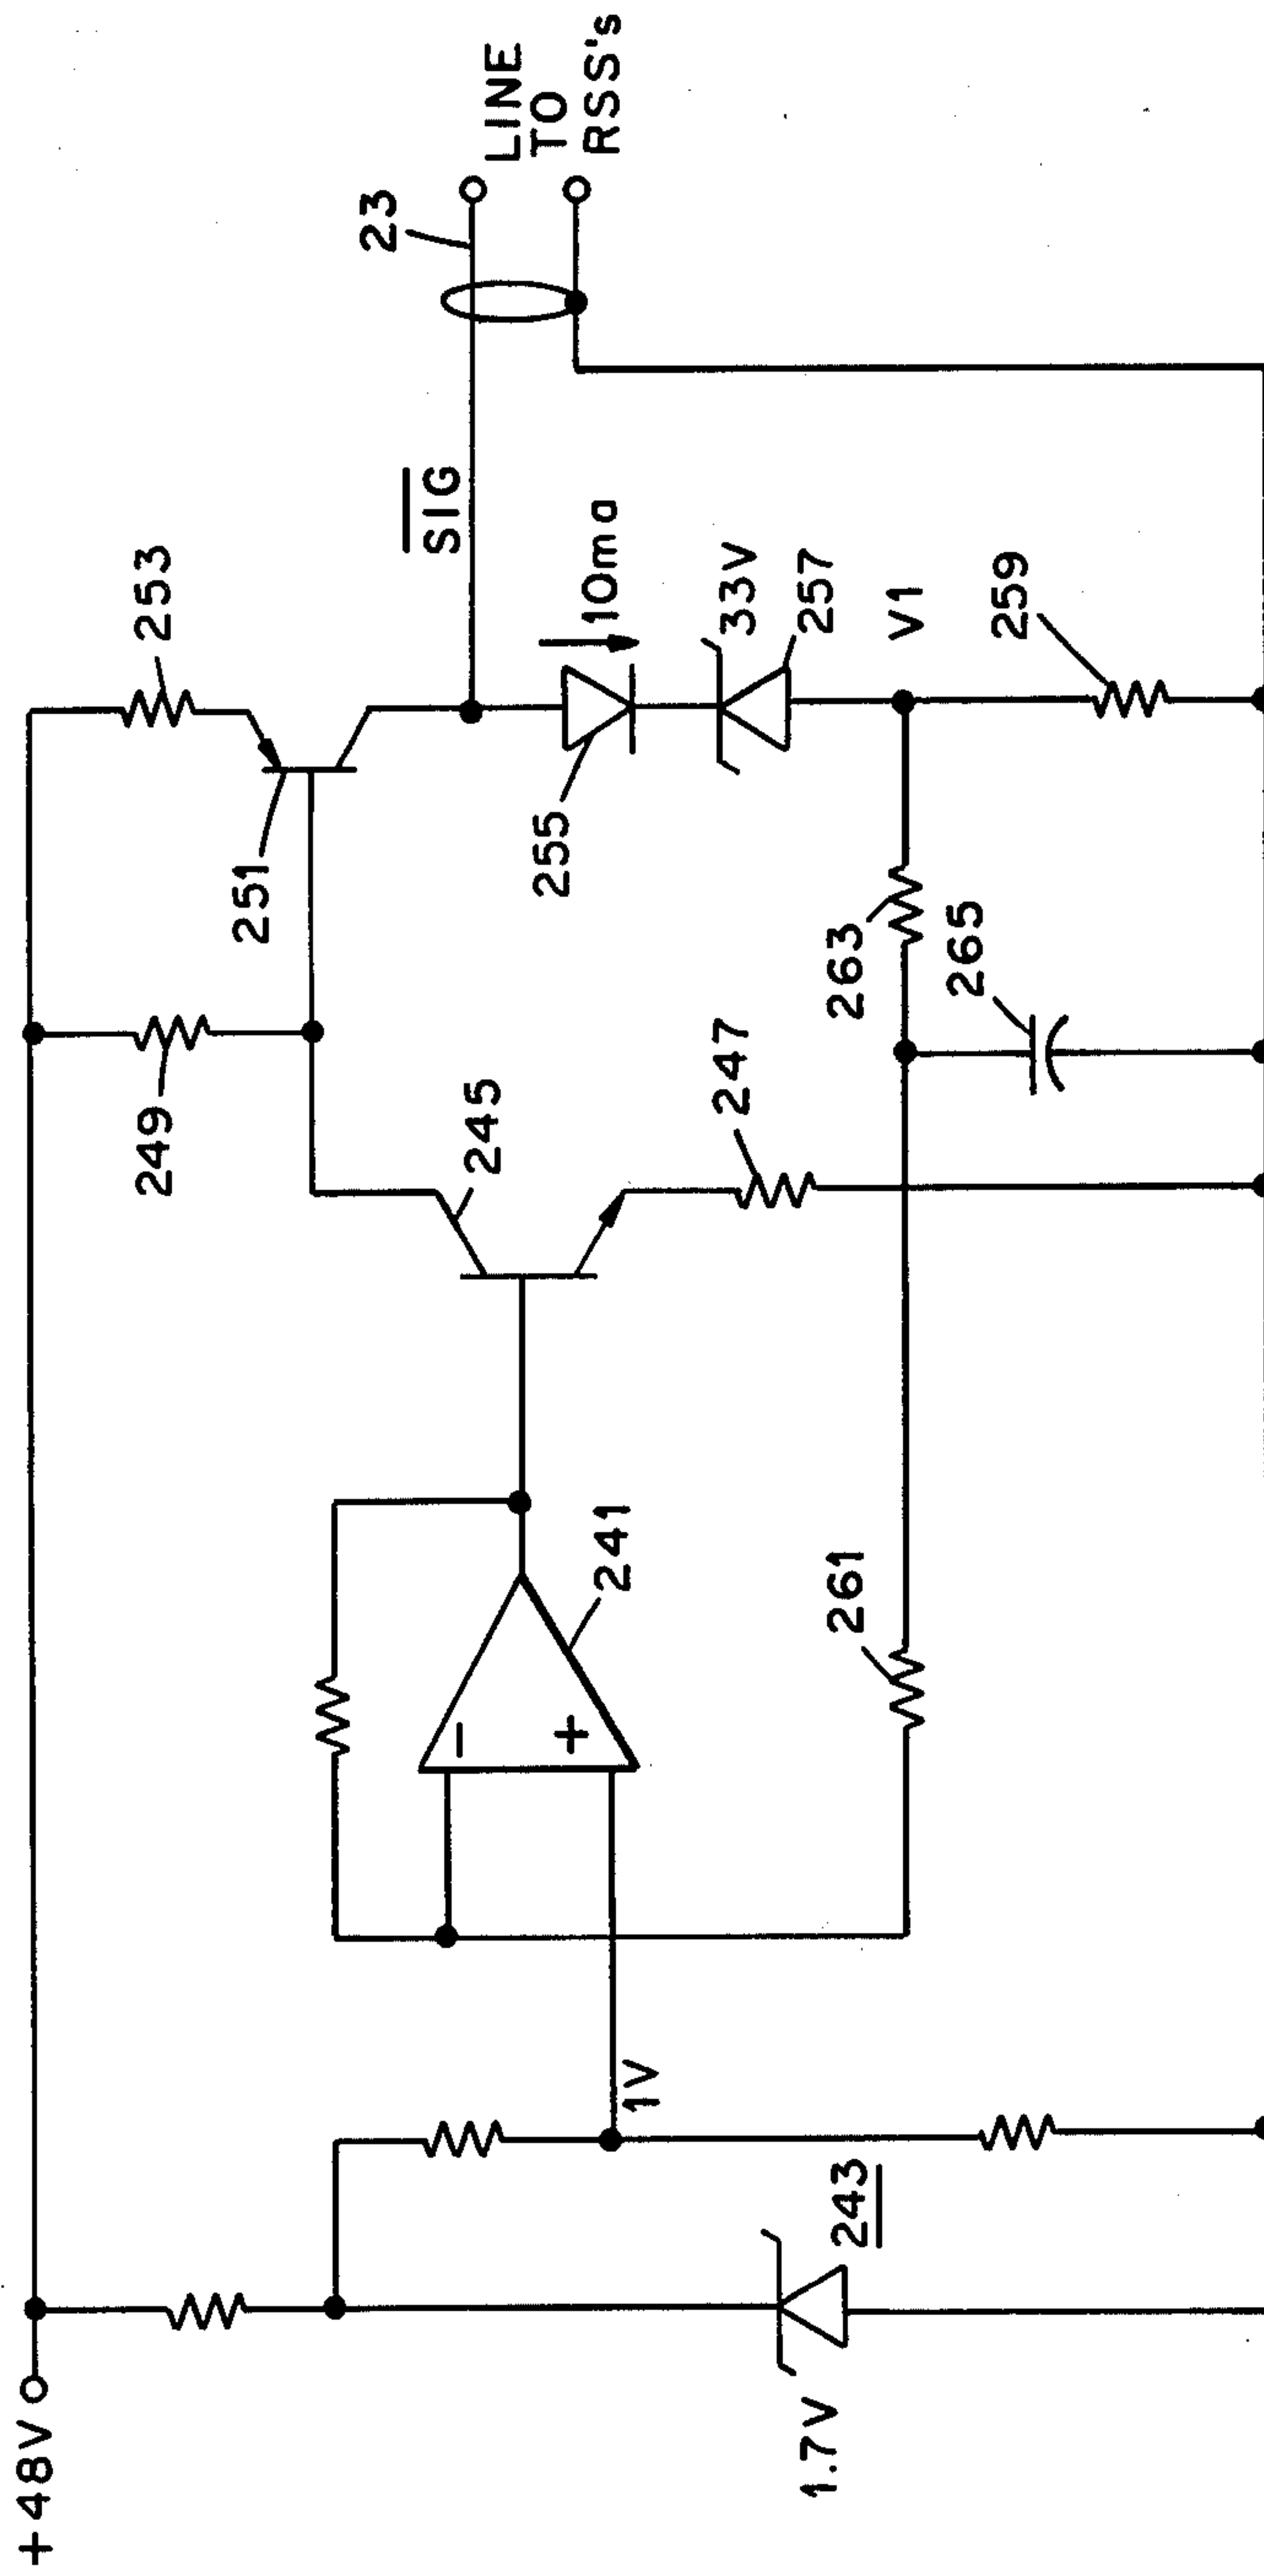 +48V
249
253
251
245
SIG
23
LINE
TO
RSS's
10ma
255
33V
257
V1
259
247
263
265
241
261
1V
243
1.7V
−
+